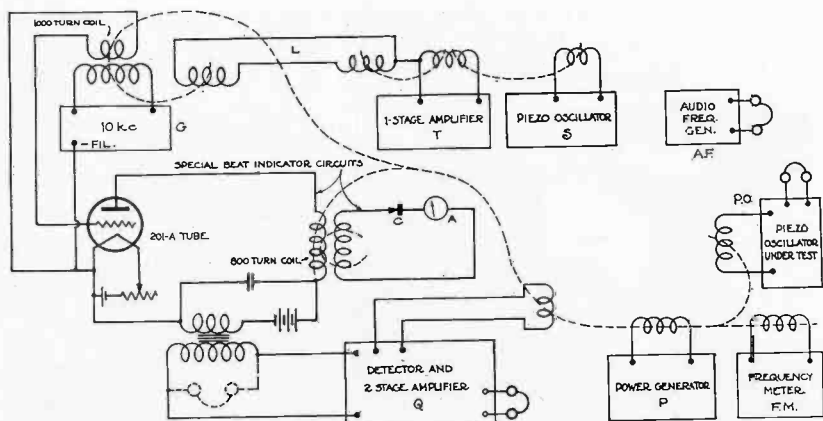 1000 TURN COIL
L
10 kc
G
-FIL.
1-STAGE AMPLIFIER
T
PIEZO OSCILLATOR
S
AUDIO
FREQ.
GEN.
A.F.
SPECIAL BEAT INDICATOR CIRCUITS
201-A TUBE
C
A
800 TURN COIL
P.O.
PIEZO
OSCILLATOR
UNDER TEST
DETECTOR AND
2 STAGE AMPLIFIER
Q
POWER GENERATOR
P
FREQUENCY
METER
F.M.